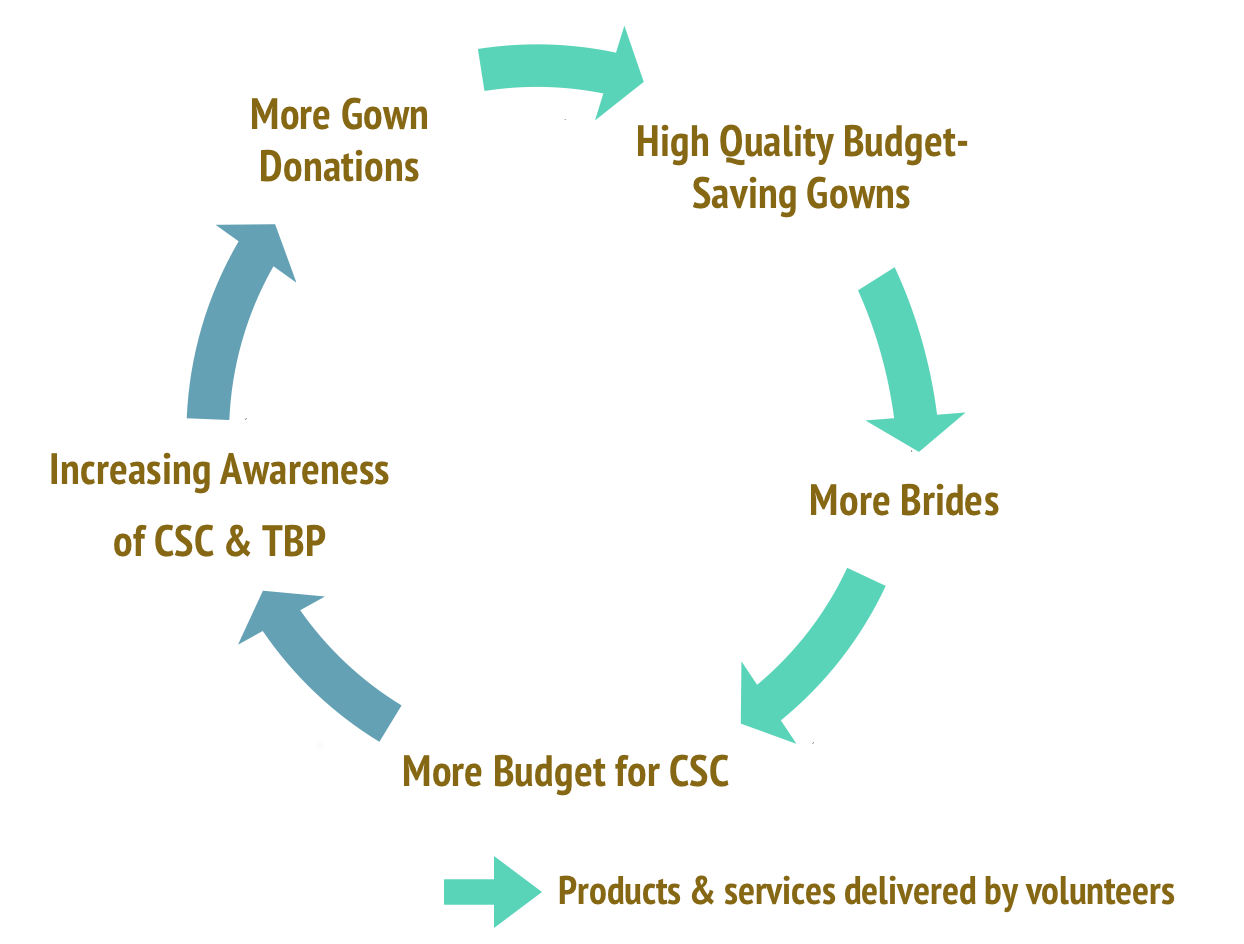 More Gown
Donations
High Quality Budget-
Saving Gowns
More Brides
More Budget for CSC
Increasing Awareness
of CSC & TBP
Products & services delivered by volunteers